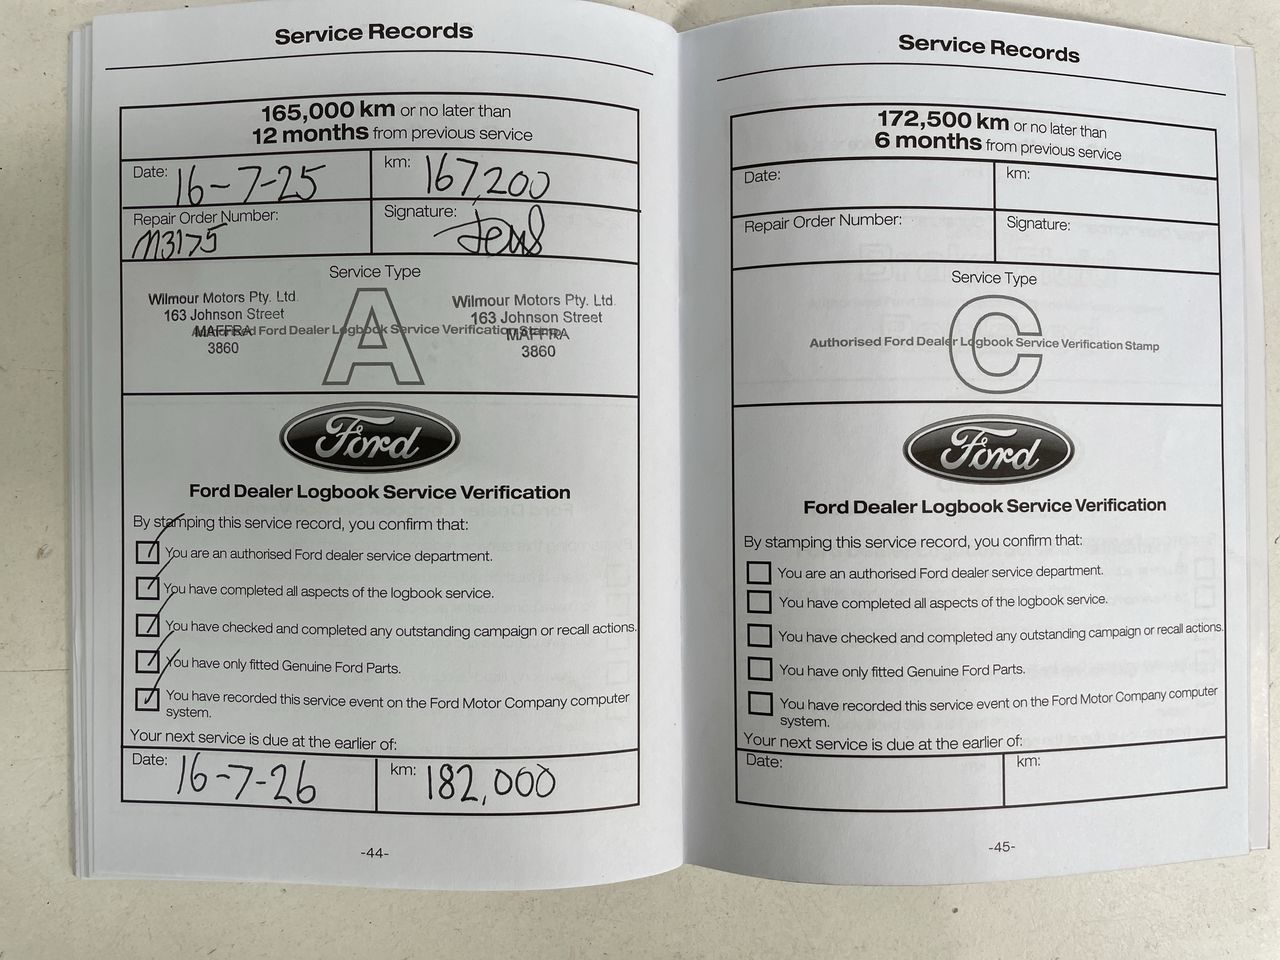 Service Records
165,000 km or no later than
12 months from previous service
Date: 16-7-25
km: 167,200
Repair Order Number:
Signature:
M3175
Service Type
A
Wilmour Motors Pty. Ltd.
163 Johnson Street
MAFFRA
3860
Wilmour Motors Pty. Ltd.
163 Johnson Street
MAFFRA
3860
Authorised Ford Dealer Logbook Service Verification Stamp
Ford
Ford Dealer Logbook Service Verification
By stamping this service record, you confirm that:
You are an authorised Ford dealer service department.
You have completed all aspects of the logbook service.
You have checked and completed any outstanding campaign or recall actions.
You have only fitted Genuine Ford Parts.
You have recorded this service event on the Ford Motor Company computer
system.
Your next service is due at the earlier of:
Date: 16-7-26
km: 182,000
-44-
Service Records
172,500 km or no later than
6 months from previous service
Date:
km:
Repair Order Number:
Signature:
Service Type
C
Authorised Ford Dealer Logbook Service Verification Stamp
Ford
Ford Dealer Logbook Service Verification
By stamping this service record, you confirm that:
You are an authorised Ford dealer service department.
You have completed all aspects of the logbook service.
You have checked and completed any outstanding campaign or recall actions.
You have only fitted Genuine Ford Parts.
You have recorded this service event on the Ford Motor Company computer
system.
Your next service is due at the earlier of:
Date:
km:
-45-